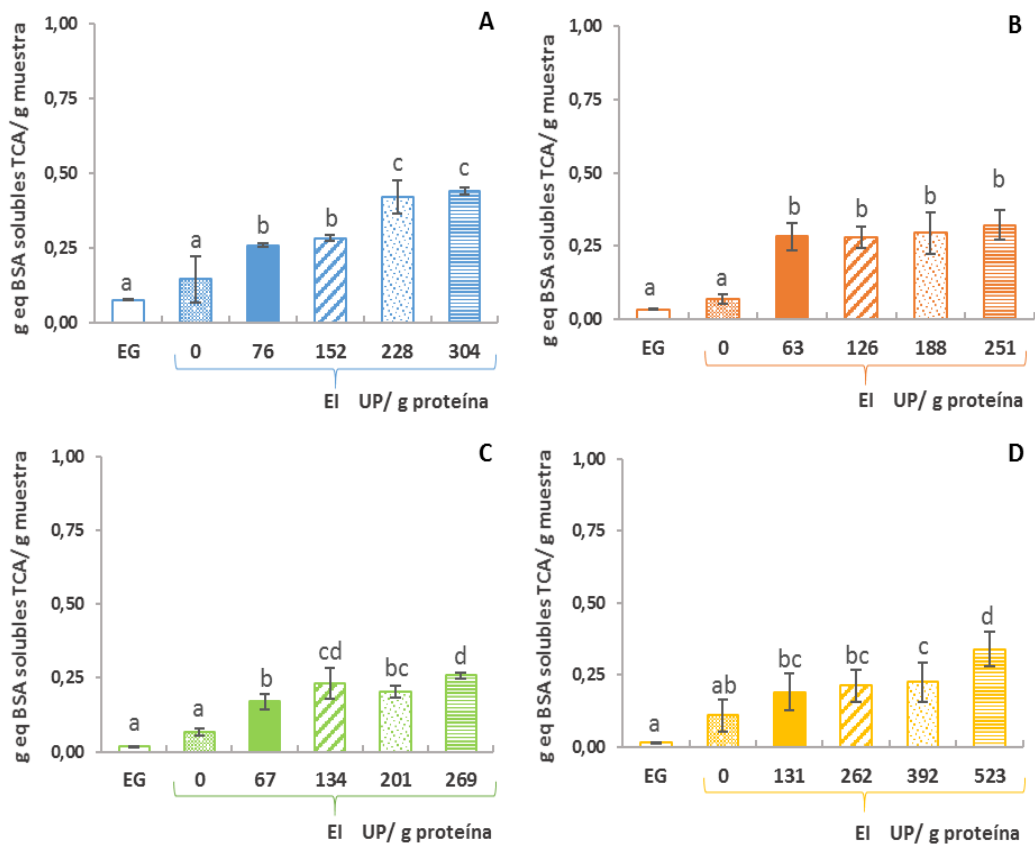 A
g eq BSA solubles TCA/ g muestra
1,00
0,75
0,50
0,25
0,00
a
a
b
b
c
c
EG 0 76 152 228 304
EI UP/ g proteína
B
g eq BSA solubles TCA/ g muestra
1,00
0,75
0,50
0,25
0,00
a
a
b
b
b
b
EG 0 63 126 188 251
EI UP/ g proteína
C
g eq BSA solubles TCA/ g muestra
1,00
0,75
0,50
0,25
0,00
a
a
b
cd
bc
d
EG 0 67 134 201 269
EI UP/ g proteína
D
g eq BSA solubles TCA/ g muestra
1,00
0,75
0,50
0,25
0,00
a
ab
bc
bc
c
d
EG 0 131 262 392 523
EI UP/ g proteína